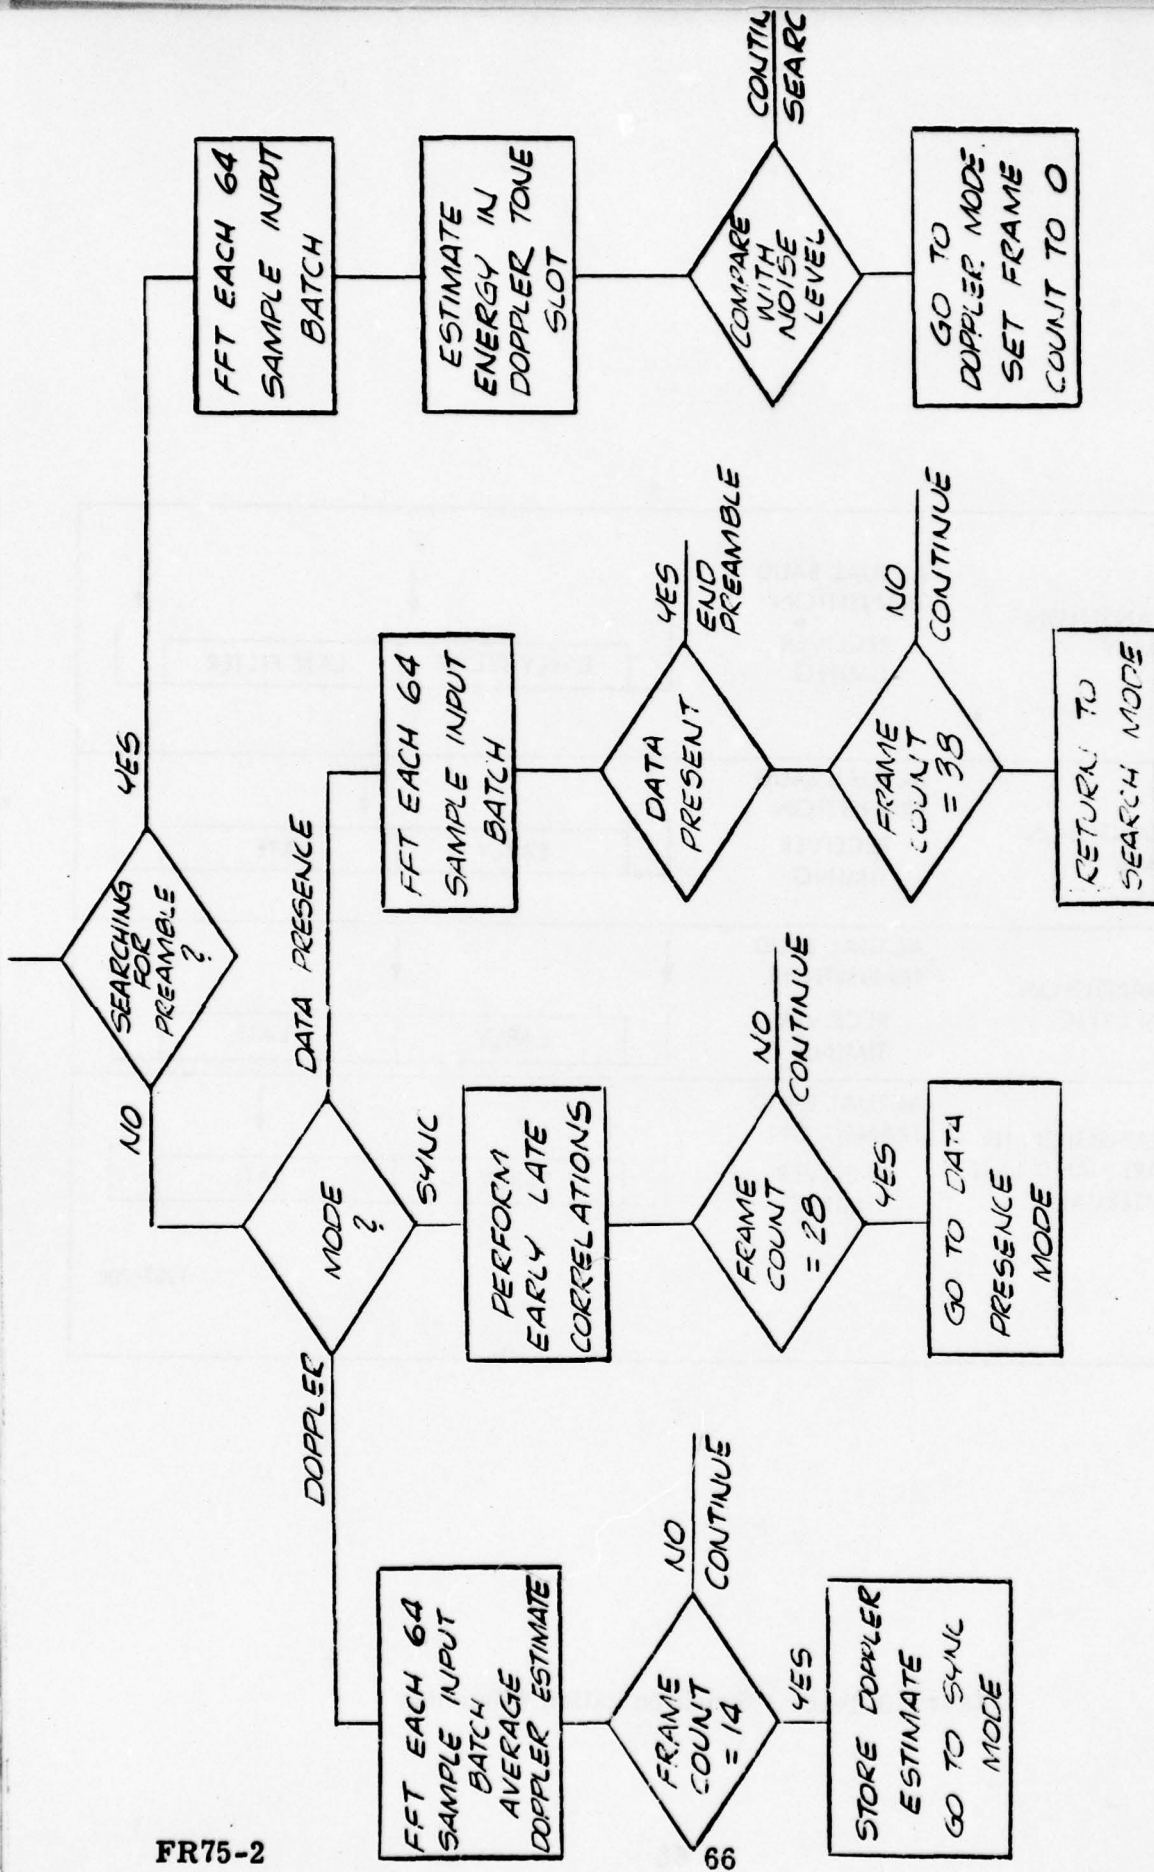 SEARCHING
FOR
PREAMBLE
?
NO
YES
MODE
?
DOPPLER
SYNC
DATA PRESENCE
FFT EACH 64
SAMPLE INPUT
BATCH
AVERAGE
DOPPLER ESTIMATE
FRAME
COUNT
= 14
NO
CONTINUE
YES
STORE DOPPLER
ESTIMATE
GO TO SYNC
MODE
PERFORM
EARLY LATE
CORRELATIONS
FRAME
COUNT
= 28
NO
CONTINUE
YES
GO TO DATA
PRESENCE
MODE
FFT EACH 64
SAMPLE INPUT
BATCH
DATA
PRESENT
YES
END
PREAMBLE
FRAME
COUNT
= 38
NO
CONTINUE
RETURN TO
SEARCH MODE
FFT EACH 64
SAMPLE INPUT
BATCH
ESTIMATE
ENERGY IN
DOPPLER TONE
SLOT
COMPARE
WITH
NOISE
LEVEL
CONTIN
SEARC
GO TO
DOPPLER MODE.
SET FRAME
COUNT TO 0
FR75-2
66